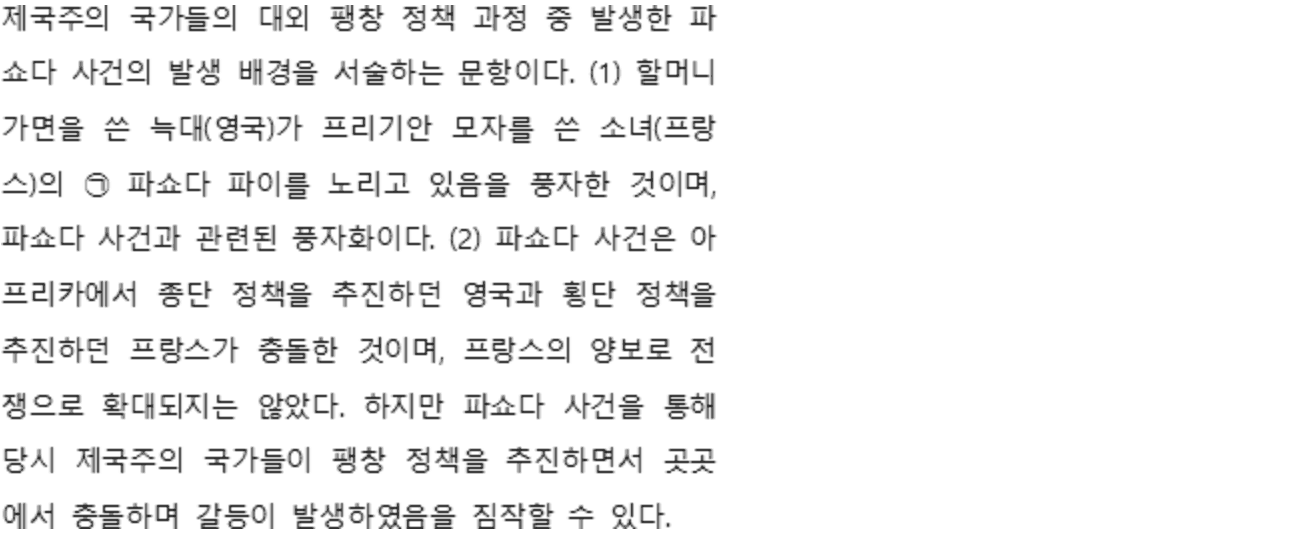 제국주의 국가들의 대외 팽창 정책 과정 중 발생한 파
쇼다 사건의 발생 배경을 서술하는 문항이다. (1) 할머니
가면을 쓴 늑대(영국)가 프리기안 모자를 쓴 소녀(프랑
스)의 ㉠ 파쇼다 파이를 노리고 있음을 풍자한 것이며,
파쇼다 사건과 관련된 풍자화이다. (2) 파쇼다 사건은 아
프리카에서 종단 정책을 추진하던 영국과 횡단 정책을
추진하던 프랑스가 충돌한 것이며, 프랑스의 양보로 전
쟁으로 확대되지는 않았다. 하지만 파쇼다 사건을 통해
당시 제국주의 국가들이 팽창 정책을 추진하면서 곳곳
에서 충돌하며 갈등이 발생하였음을 짐작할 수 있다.